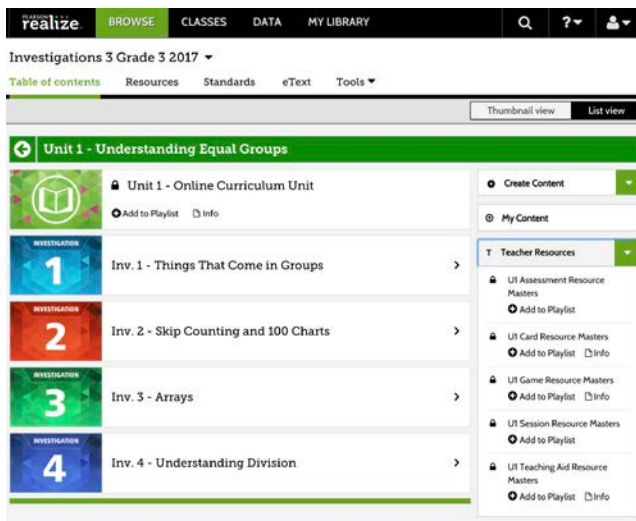 PEARSON
realize.
BROWSE CLASSES DATA MY LIBRARY ?
Investigations 3 Grade 3 2017
Table of contents Resources Standards eText Tools
Thumbnail view List view
Unit 1 - Understanding Equal Groups
Unit 1 - Online Curriculum Unit
Add to Playlist Info
INVESTIGATION
1
Inv. 1 - Things That Come in Groups
INVESTIGATION
2
Inv. 2 - Skip Counting and 100 Charts
INVESTIGATION
3
Inv. 3 - Arrays
INVESTIGATION
4
Inv. 4 - Understanding Division
Create Content
My Content
T Teacher Resources
U1 Assessment Resource
Masters
Add to Playlist
U1 Card Resource Masters
Add to Playlist Info
U1 Game Resource Masters
Add to Playlist Info
U1 Session Resource Masters
Add to Playlist
U1 Teaching Aid Resource
Masters
Add to Playlist Info